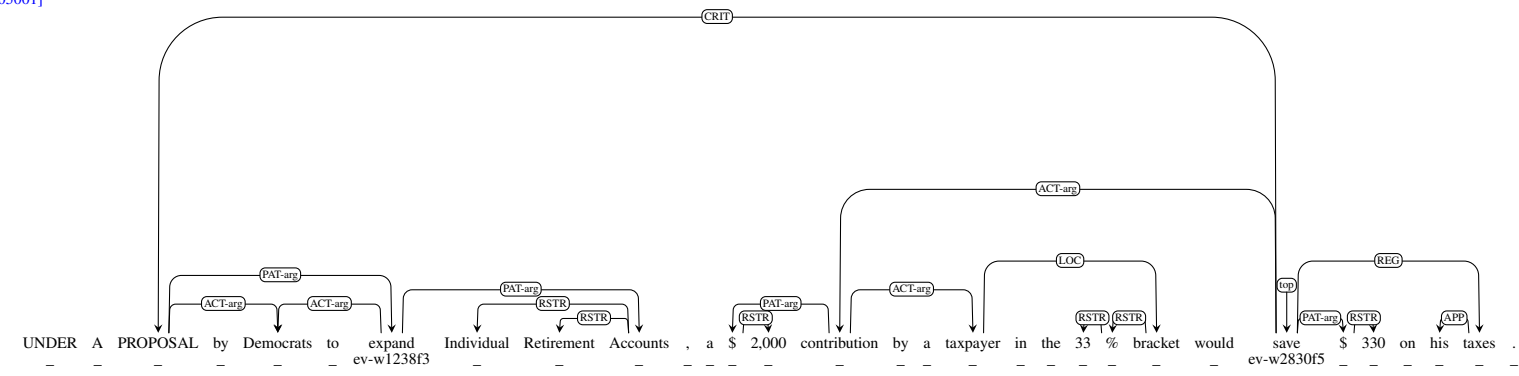 CRIT
ACT-arg
PAT-arg LOC REG
top
PAT-arg ACT-arg
ACT-arg ACT-arg RSTR PAT-arg
RSTR RSTR RSTR RSTR PAT-arg RSTR APP
UNDER A PROPOSAL by Democrats to expand Individual Retirement Accounts , a $ 2,000 contribution by a taxpayer in the 33 % bracket would save $ 330 on his taxes .
ev-w1238f3 ev-w2830f5
_ _ _ _ _ _ _ _ _ _ _ _ _ _ _ _ _ _ _ _ _ _ _ _ _ _ _ _ _ _